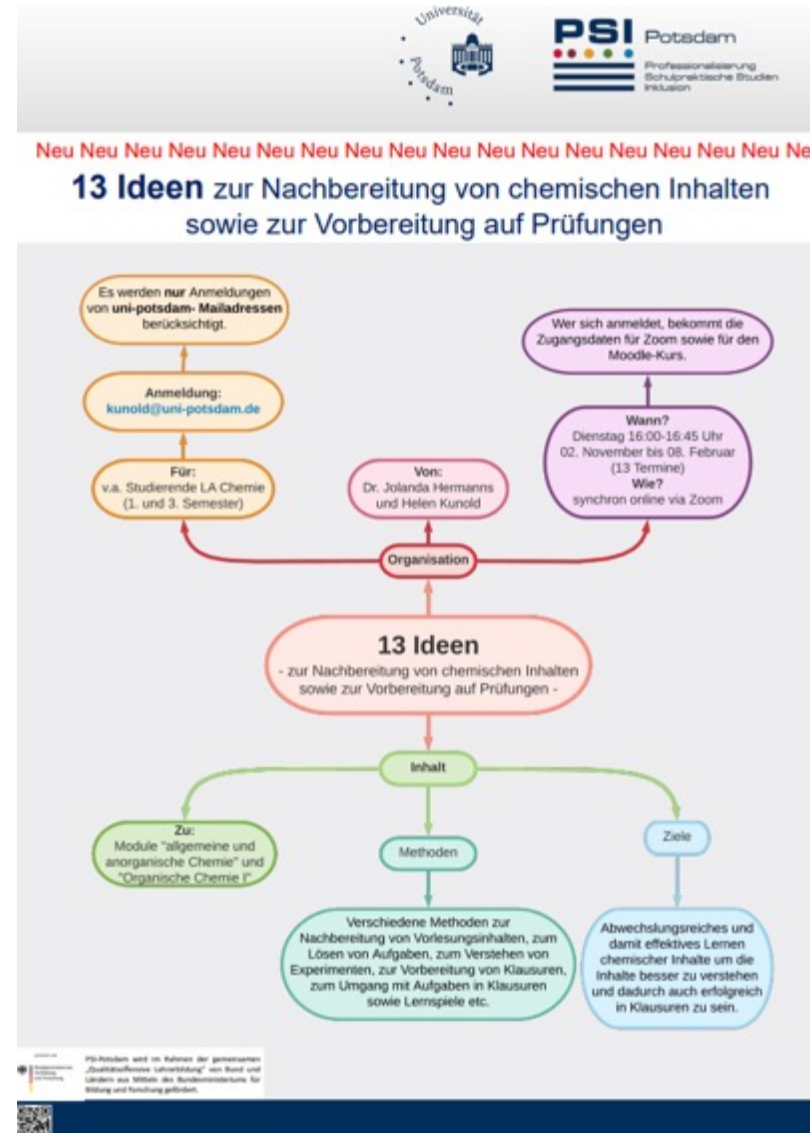 Universität
Potsdam
PSI Potsdam
Professionalisierung
Schulpraktische Studien
Inklusion
Neu Neu Neu Neu Neu Neu Neu Neu Neu Neu Neu Neu Neu Neu Neu Neu Neu Ne
13 Ideen zur Nachbereitung von chemischen Inhalten
sowie zur Vorbereitung auf Prüfungen
Es werden nur Anmeldungen
von uni-potsdam- Mailadressen
berücksichtigt.
Anmeldung:
kunold@uni-potsdam.de
Für:
v.a. Studierende LA Chemie
(1. und 3. Semester)
Von:
Dr. Jolanda Hermanns
und Helen Kunold
Wer sich anmeldet, bekommt die
Zugangsdaten für Zoom sowie für den
Moodle-Kurs.
Wann?
Dienstag 16:00-16:45 Uhr
02. November bis 08. Februar
(13 Termine)
Wie?
synchron online via Zoom
Organisation
13 Ideen
- zur Nachbereitung von chemischen Inhalten
sowie zur Vorbereitung auf Prüfungen -
Inhalt
Zu:
Module "allgemeine und
anorganische Chemie" und
"Organische Chemie I"
Methoden
Verschiedene Methoden zur
Nachbereitung von Vorlesungsinhalten, zum
Lösen von Aufgaben, zum Verstehen von
Experimenten, zur Vorbereitung von Klausuren,
zum Umgang mit Aufgaben in Klausuren
sowie Lernspiele etc.
Ziele
Abwechslungsreiches und
damit effektives Lernen
chemischer Inhalte um die
Inhalte besser zu verstehen
und dadurch auch erfolgreich
in Klausuren zu sein.
Bundesministerium
für Bildung
und Forschung
PSI-Potsdam wird im Rahmen der gemeinsamen
„Qualitätsoffensive Lehrerbildung" von Bund und
Ländern aus Mitteln des Bundesministeriums für
Bildung und Forschung gefördert.